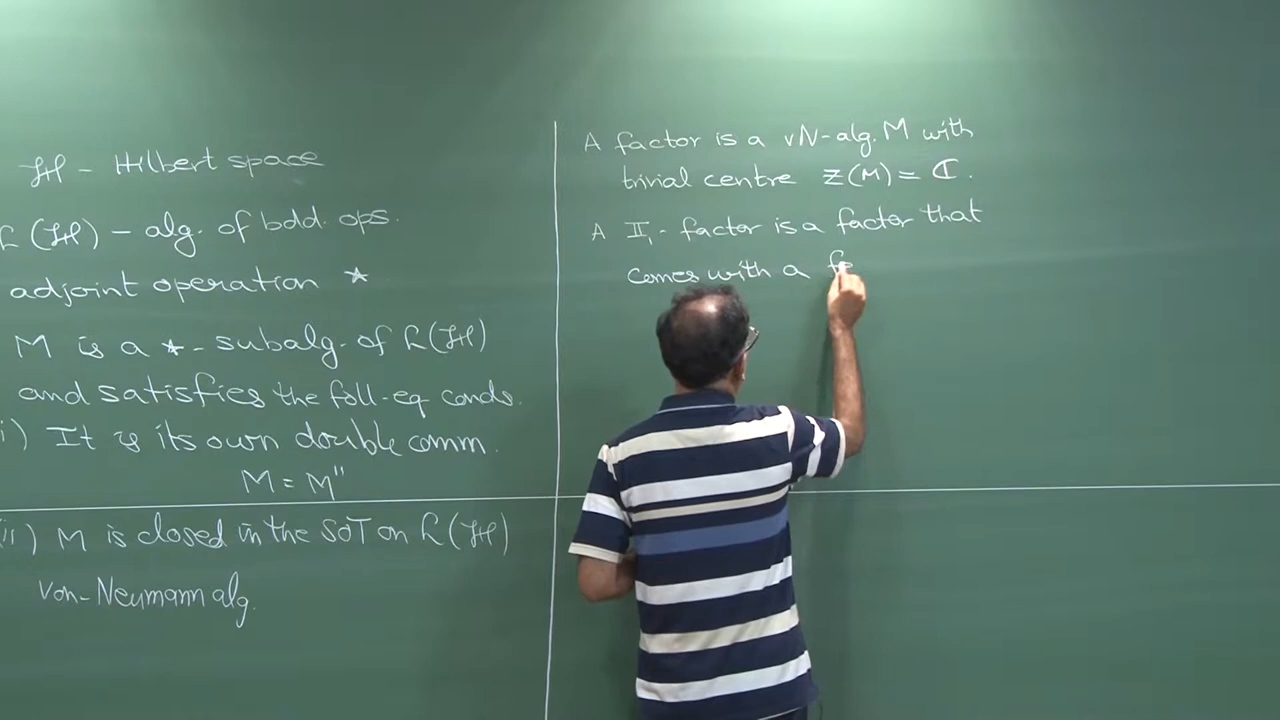 ℋ - Hilbert space
ℒ(ℋ) - alg. of bdd. ops.
adjoint operation *
M is a *-subalg. of ℒ(ℋ)
and satisfies the foll. eq conds.
i) It is its own double comm.
M = M''
(ii) M is closed in the SOT on ℒ(ℋ)
von-Neumann alg.
A factor is a vN-alg. M with
trivial centre Z(M) = ℂ.
A II₁-factor is a factor that
comes with a